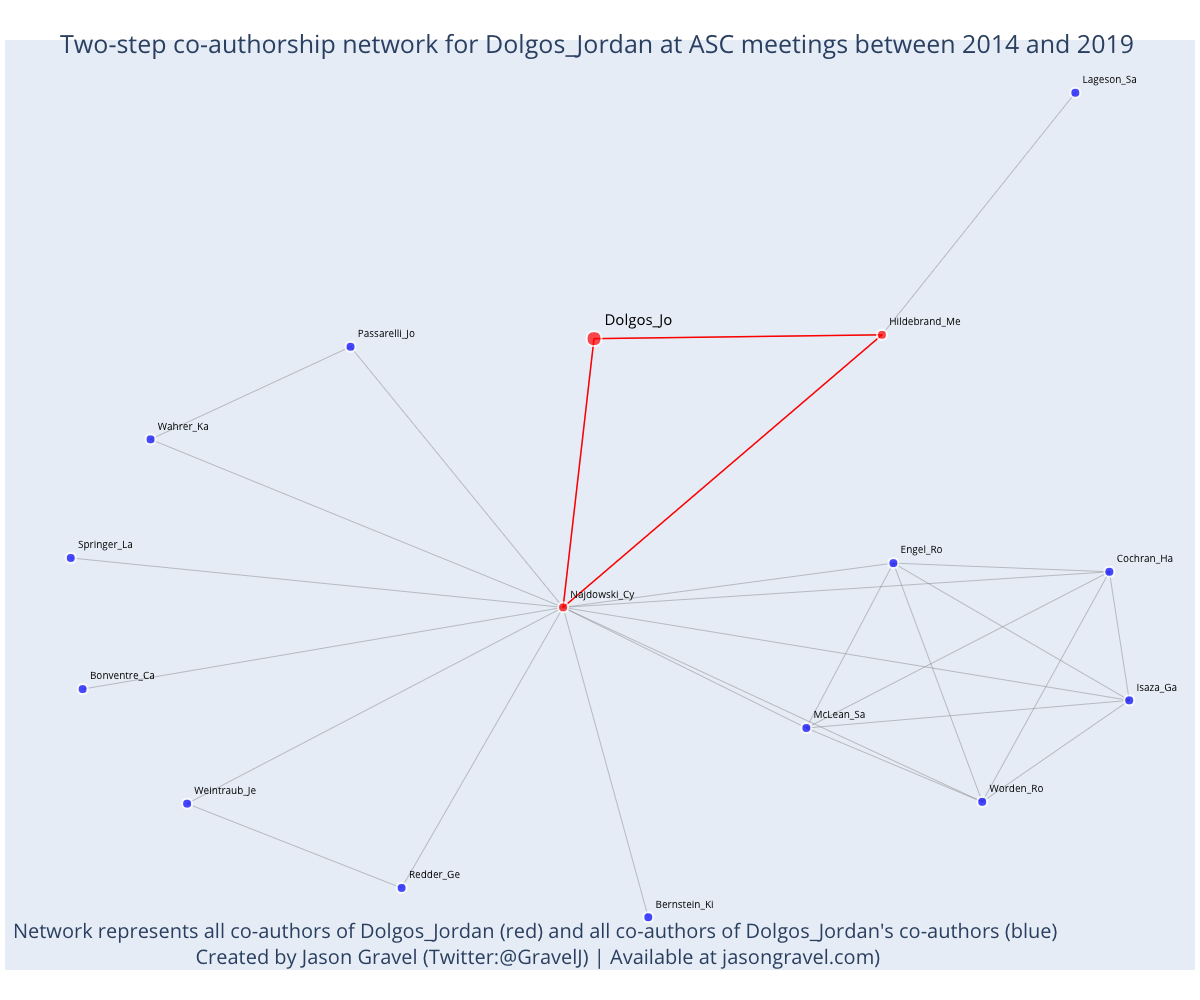 Two-step co-authorship network for Dolgos_Jordan at ASC meetings between 2014 and 2019
Lageson_Sa
Dolgos_Jo
Hildebrand_Me
Passarelli_Jo
Wahrer_Ka
Springer_La
Engel_Ro
Cochran_Ha
Najdowski_Cy
Bonventre_Ca
Isaza_Ga
McLean_Sa
Weintraub_Je
Worden_Ro
Redder_Ge
Bernstein_Ki
Network represents all co-authors of Dolgos_Jordan (red) and all co-authors of Dolgos_Jordan's co-authors (blue)
Created by Jason Gravel (Twitter:@GravelJ) | Available at jasongravel.com)